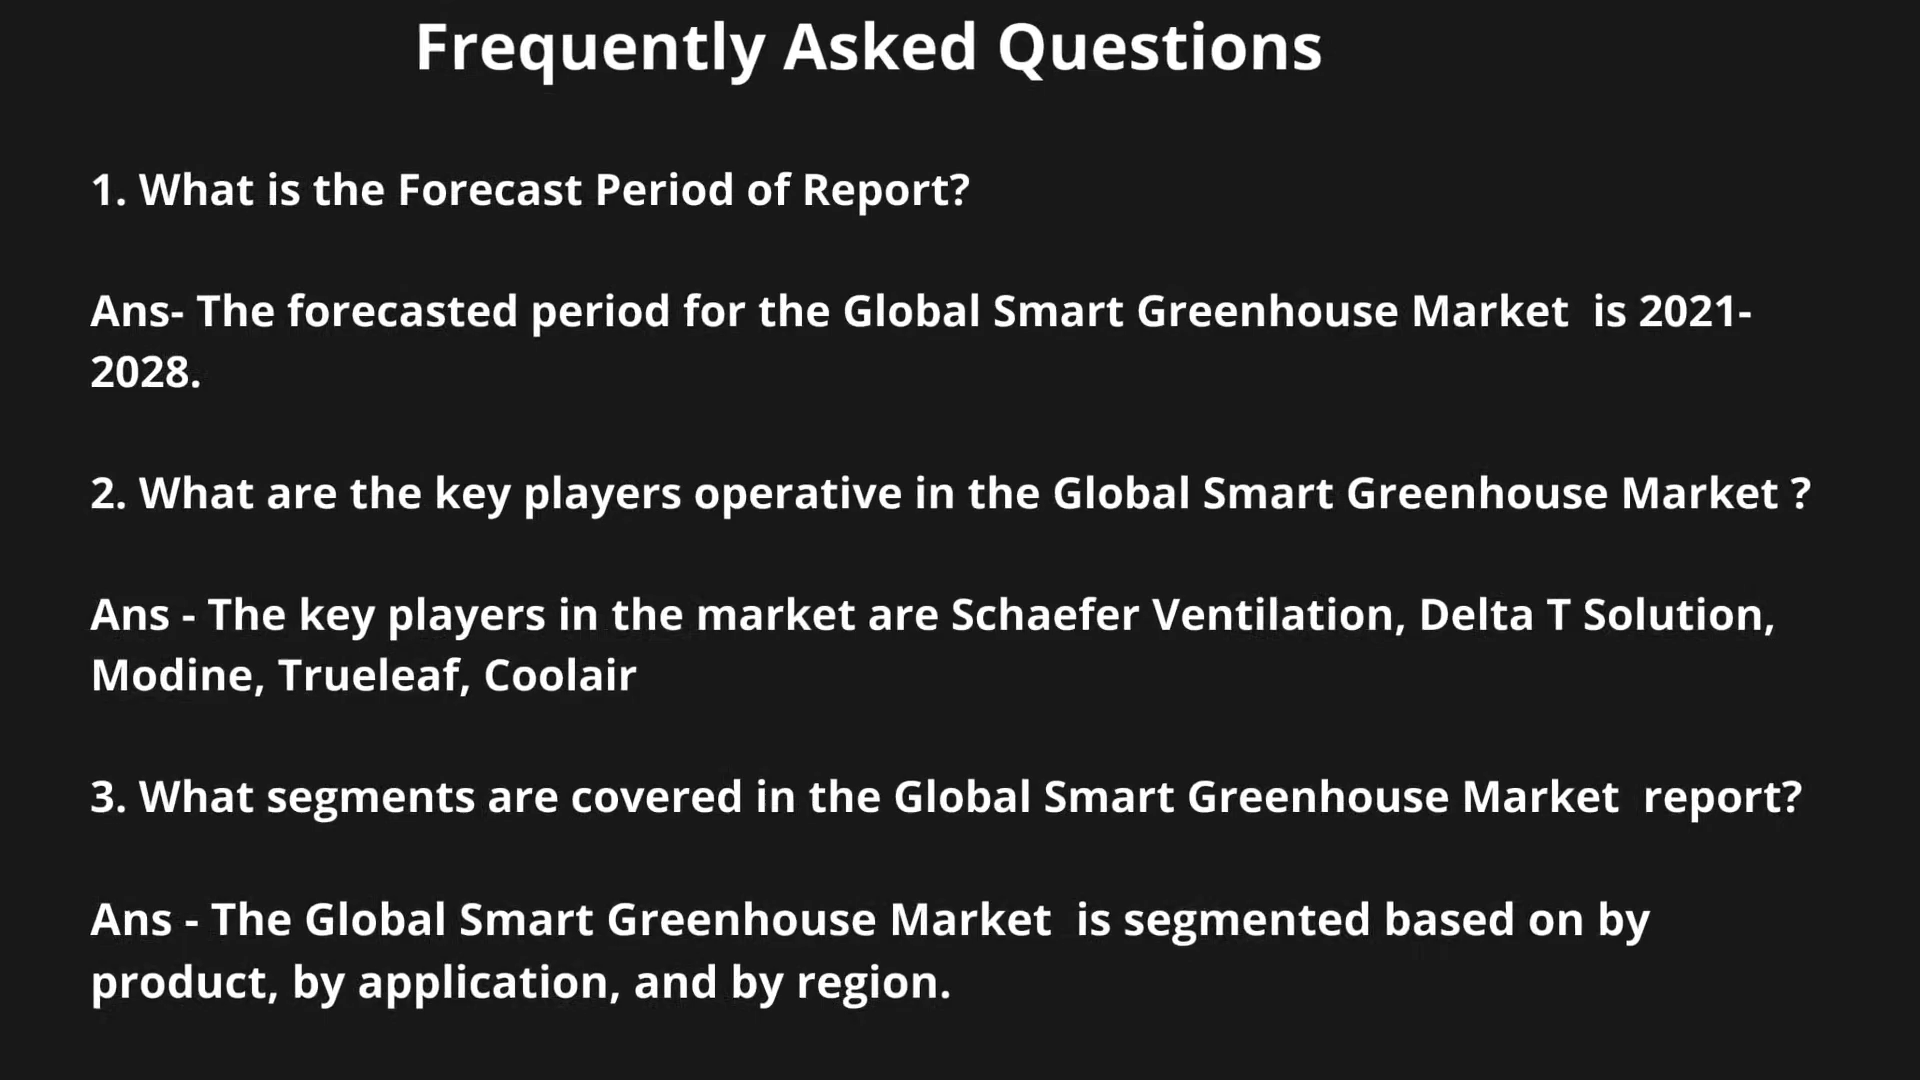 Frequently Asked Questions
1. What is the Forecast Period of Report?
Ans- The forecasted period for the Global Smart Greenhouse Market  is 2021-
2028.
2. What are the key players operative in the Global Smart Greenhouse Market ?
Ans - The key players in the market are Schaefer Ventilation, Delta T Solution,
Modine, Trueleaf, Coolair
3. What segments are covered in the Global Smart Greenhouse Market  report?
Ans - The Global Smart Greenhouse Market  is segmented based on by
product, by application, and by region.